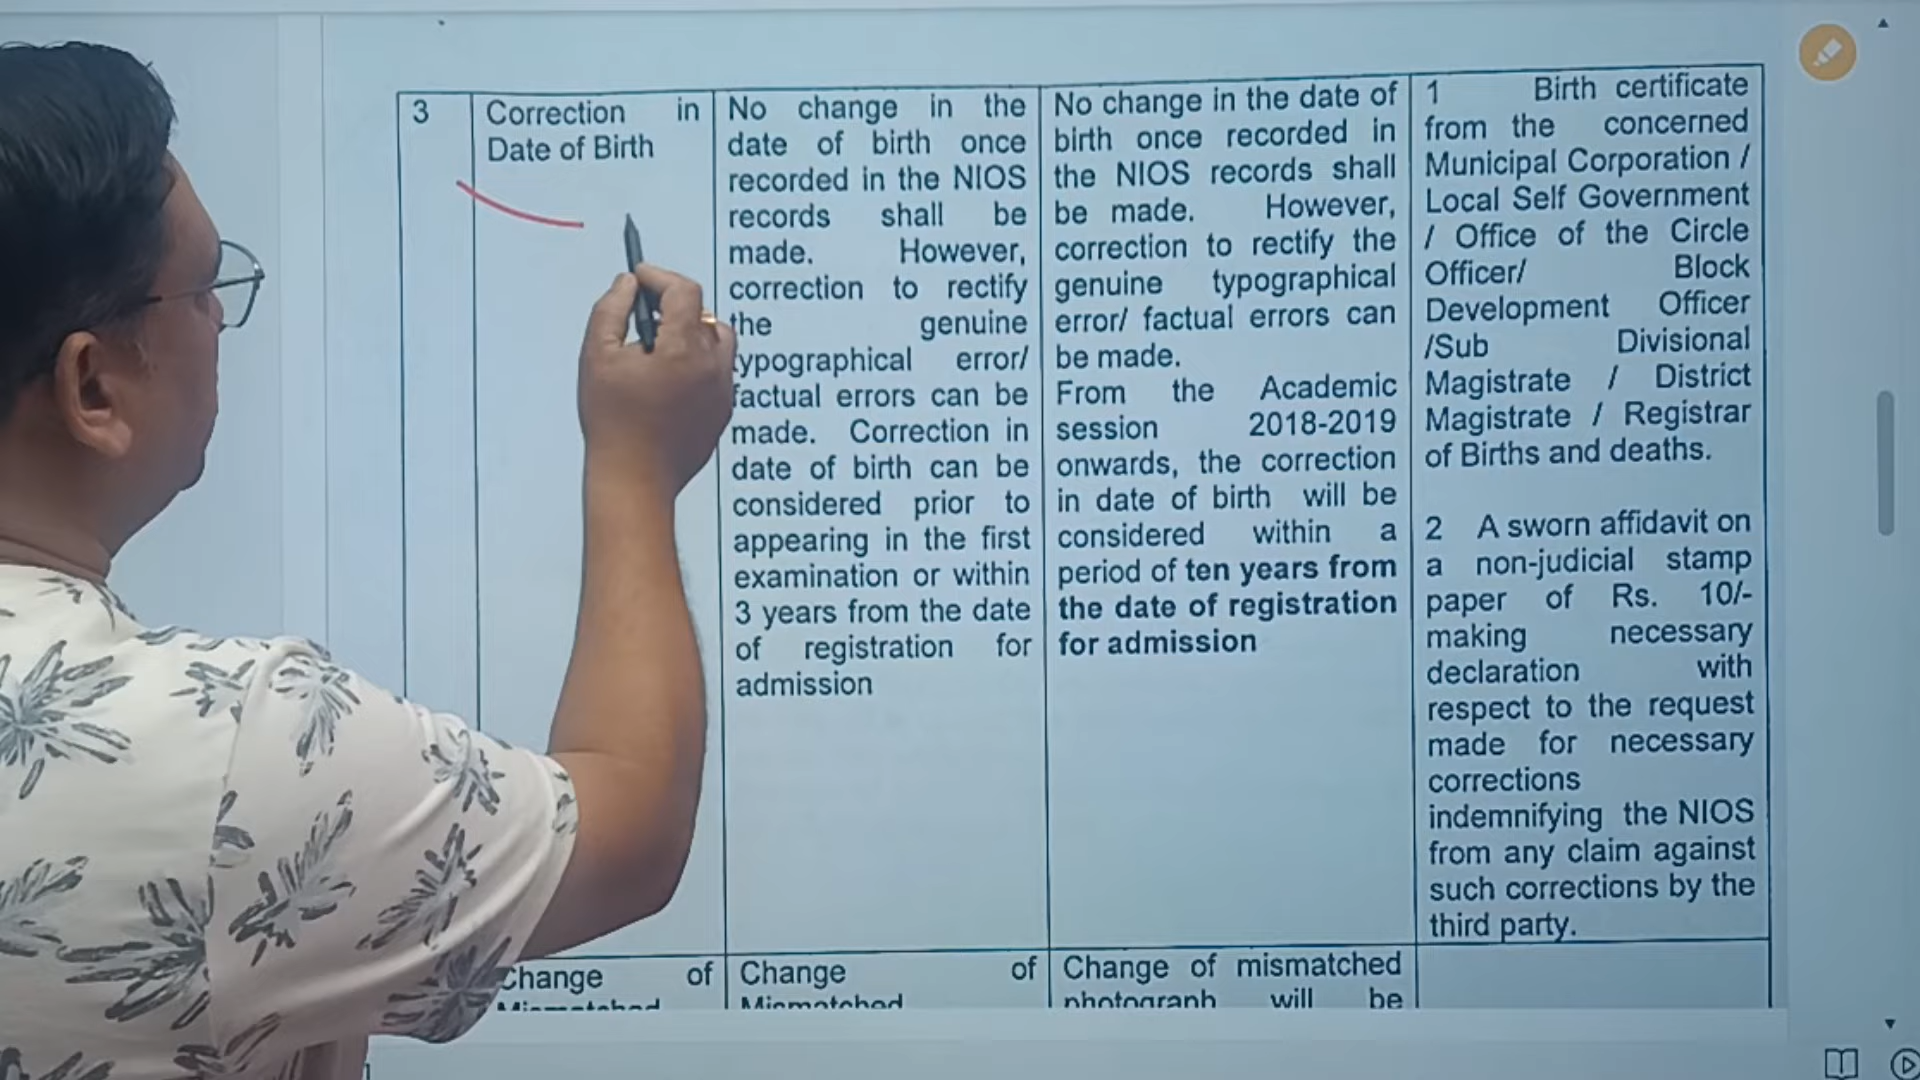 3
Correction in
Date of Birth
No change in the
date of birth once
recorded in the NIOS
records shall be
made. However,
correction to rectify
the genuine
typographical error/
factual errors can be
made. Correction in
date of birth can be
considered prior to
appearing in the first
examination or within
3 years from the date
of registration for
admission
No change in the date of
birth once recorded in
the NIOS records shall
be made. However,
correction to rectify the
genuine typographical
error/ factual errors can
be made.
From the Academic
session 2018-2019
onwards, the correction
in date of birth will be
considered within a
period of ten years from
the date of registration
for admission
1 Birth certificate
from the concerned
Municipal Corporation /
Local Self Government
/ Office of the Circle
Officer/ Block
Development Officer
/Sub Divisional
Magistrate / District
Magistrate / Registrar
of Births and deaths.
2 A sworn affidavit on
a non-judicial stamp
paper of Rs. 10/-
making necessary
declaration with
respect to the request
made for necessary
corrections
indemnifying the NIOS
from any claim against
such corrections by the
third party.
Change of
Mismatched
Change of
Mismatched
Change of mismatched
photograph will be